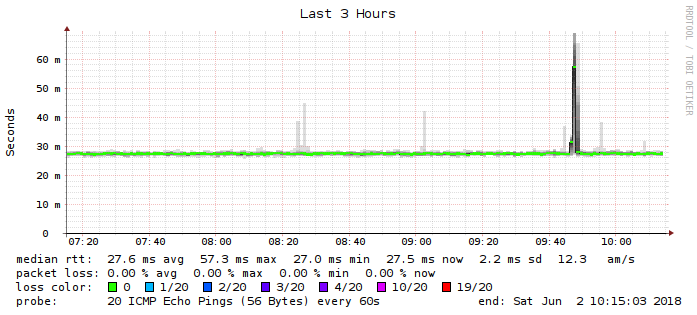 Last 3 Hours
RRDTOOL / TOBI OETIKER
Seconds
60 m
50 m
40 m
30 m
20 m
10 m
0
07:20 07:40 08:00 08:20 08:40 09:00 09:20 09:40 10:00
median rtt: 27.6 ms avg 57.3 ms max 27.0 ms min 27.5 ms now 2.2 ms sd 12.3 am/s
packet loss: 0.00 % avg 0.00 % max 0.00 % min 0.00 % now
loss color: 0 1/20 2/20 3/20 4/20 10/20 19/20
probe: 20 ICMP Echo Pings (56 Bytes) every 60s end: Sat Jun 2 10:15:03 2018